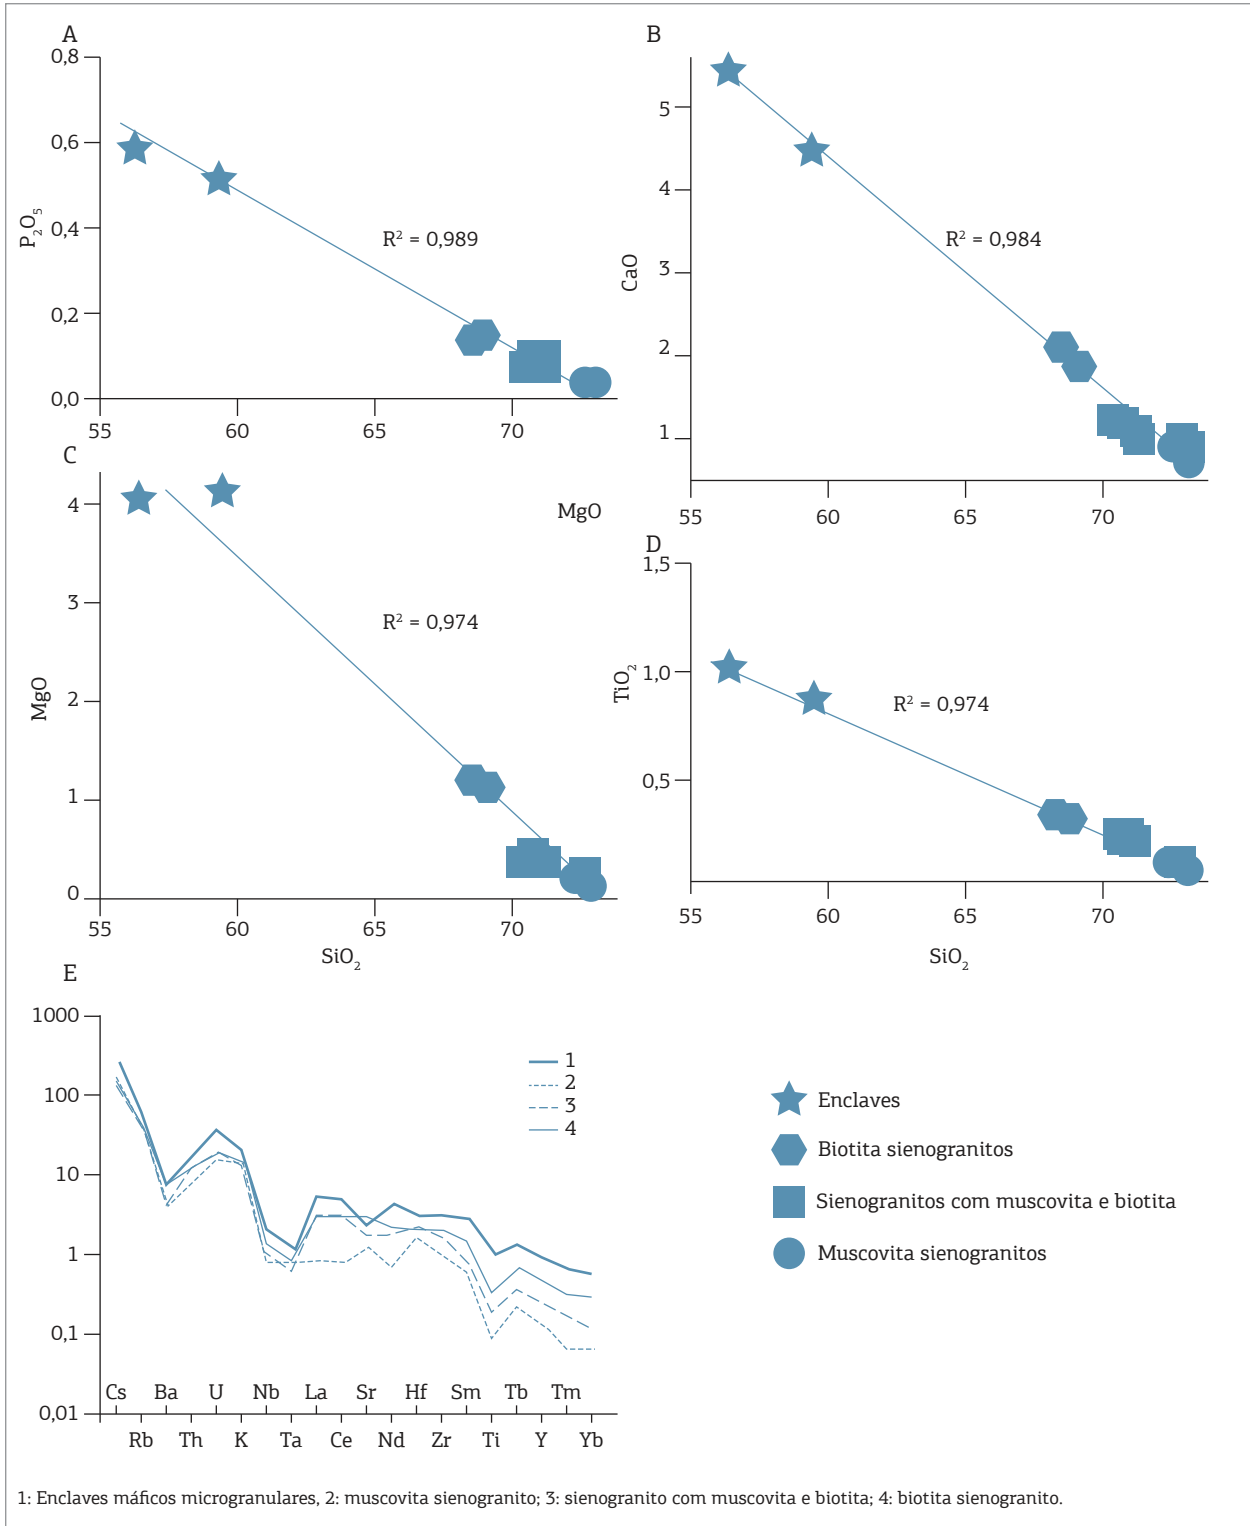 A
0,8
0,6
0,4
0,2
0,0
P₂O₅
R² = 0,989
55 60 65 70
B
5
4
3
2
1
CaO
R² = 0,984
55 60 65 70
C
4
3
2
1
0
MgO
MgO
R² = 0,974
55 60 65 70
SiO₂
D
1,5
1,0
0,5
TiO₂
R² = 0,974
55 60 65 70
SiO₂
E
1000
100
10
1
0,1
0,01
1
2
3
4
Cs Ba U Nb La Sr Hf Sm Tb Tm
Rb Th K Ta Ce Nd Zr Ti Y Yb
Enclaves
Biotita sienogranitos
Sienogranitos com muscovita e biotita
Muscovita sienogranitos
1: Enclaves máficos microgranulares, 2: muscovita sienogranito; 3: sienogranito com muscovita e biotita; 4: biotita sienogranito.